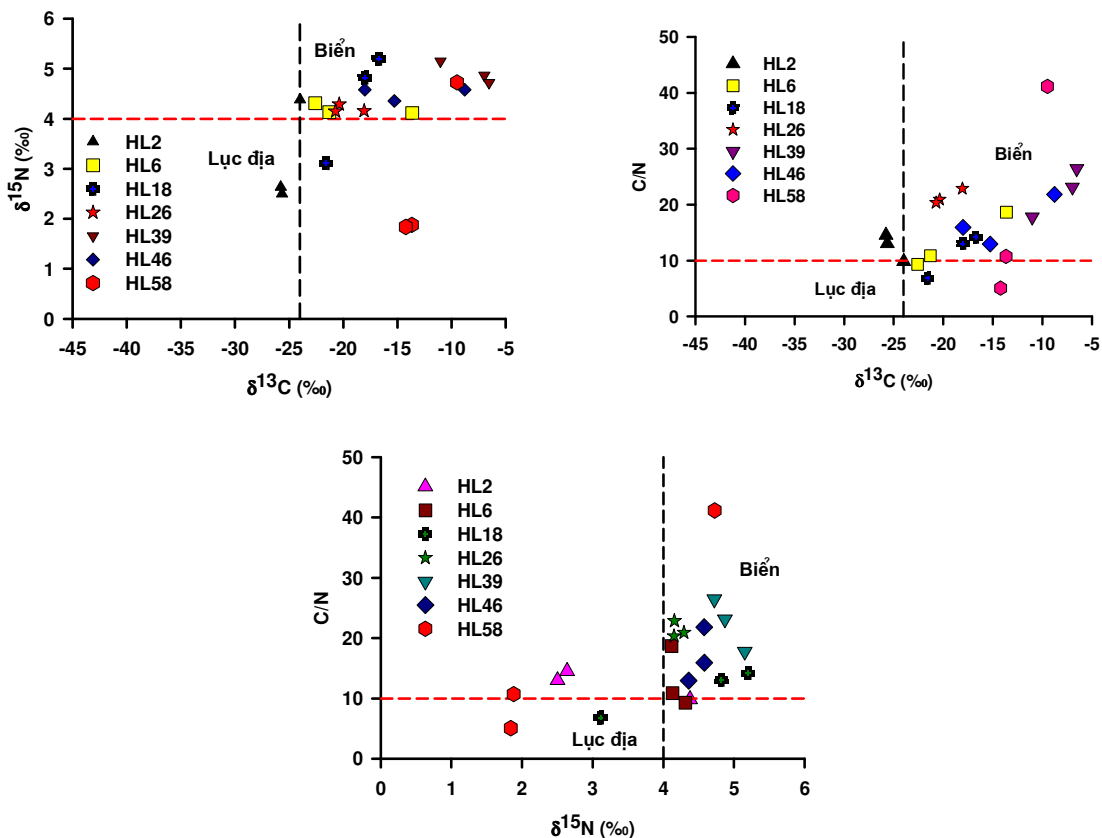 6
5
4
3
2
1
0
δ15N (‰)
Biển
Lục địa
HL2
HL6
HL18
HL26
HL39
HL46
HL58
-45 -40 -35 -30 -25 -20 -15 -10 -5
δ13C (‰)
50
40
30
20
10
0
C/N
HL2
HL6
HL18
HL26
HL39
HL46
HL58
Biển
Lục địa
-45 -40 -35 -30 -25 -20 -15 -10 -5
δ13C (‰)
50
40
30
20
10
0
C/N
HL2
HL6
HL18
HL26
HL39
HL46
HL58
Biển
Lục địa
0 1 2 3 4 5 6
δ15N (‰)